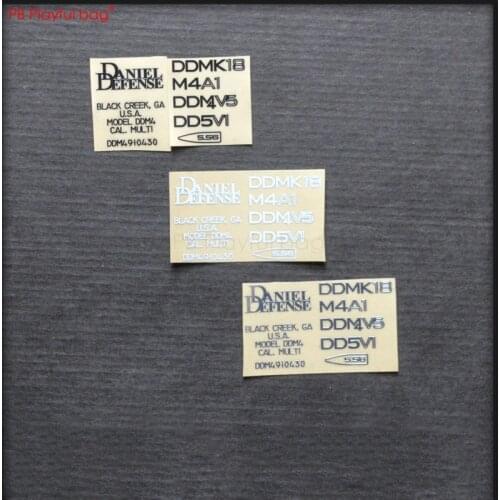 PB Playful bag
DANIEL
DEFENSE
BLACK CREEK, GA
U.S.A.
MODEL DDM4
CAL. MULTI
DDM4910430
DDMK18
M4A1
DDM4V5
DD5V1
5.56
DANIEL
DEFENSE
BLACK CREEK, GA
U.S.A.
MODEL DDM4
CAL. MULTI
DDM4910430
DDMK18
M4A1
DDM4V5
DD5V1
5.56
DANIEL
DEFENSE
BLACK CREEK, GA
U.S.A.
MODEL DDM4
CAL. MULTI
DDM4910430
DDMK18
M4A1
DDM4V5
DD5V1
5.56